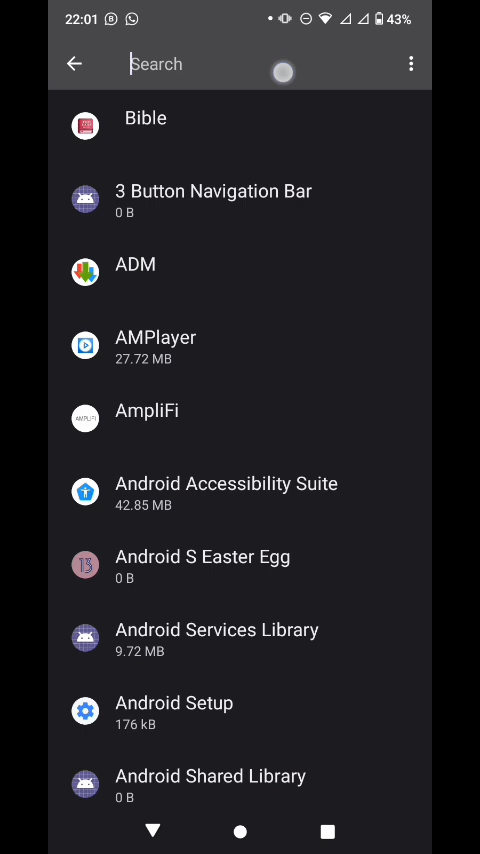 22:01 43%
Search
Bible
3 Button Navigation Bar
0 B
ADM
AMPlayer
27.72 MB
AMPLIFI
AmpliFi
Android Accessibility Suite
42.85 MB
Android S Easter Egg
0 B
Android Services Library
9.72 MB
Android Setup
176 kB
Android Shared Library
0 B